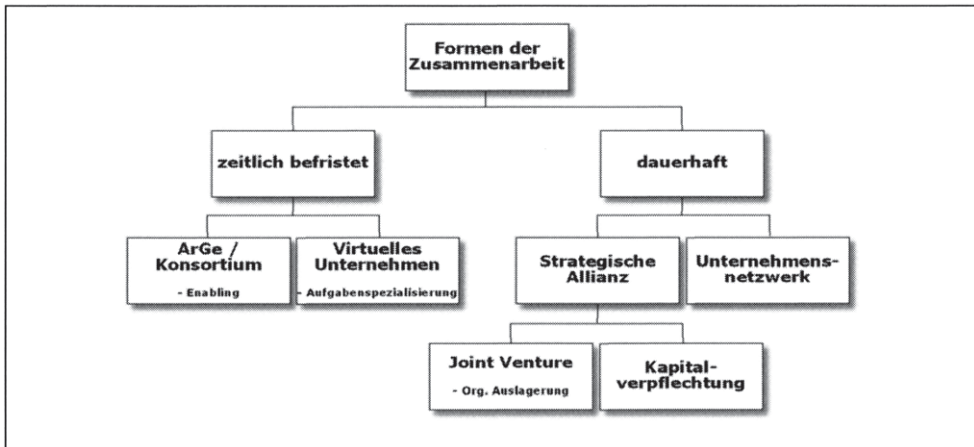 Formen der
Zusammenarbeit
zeitlich befristet
dauerhaft
ArGe /
Konsortium
- Enabling
Virtuelles
Unternehmen
- Aufgabenspezialisierung
Strategische
Allianz
Unternehmens-
netzwerk
Joint Venture
- Org. Auslagerung
Kapital-
verpflechtung